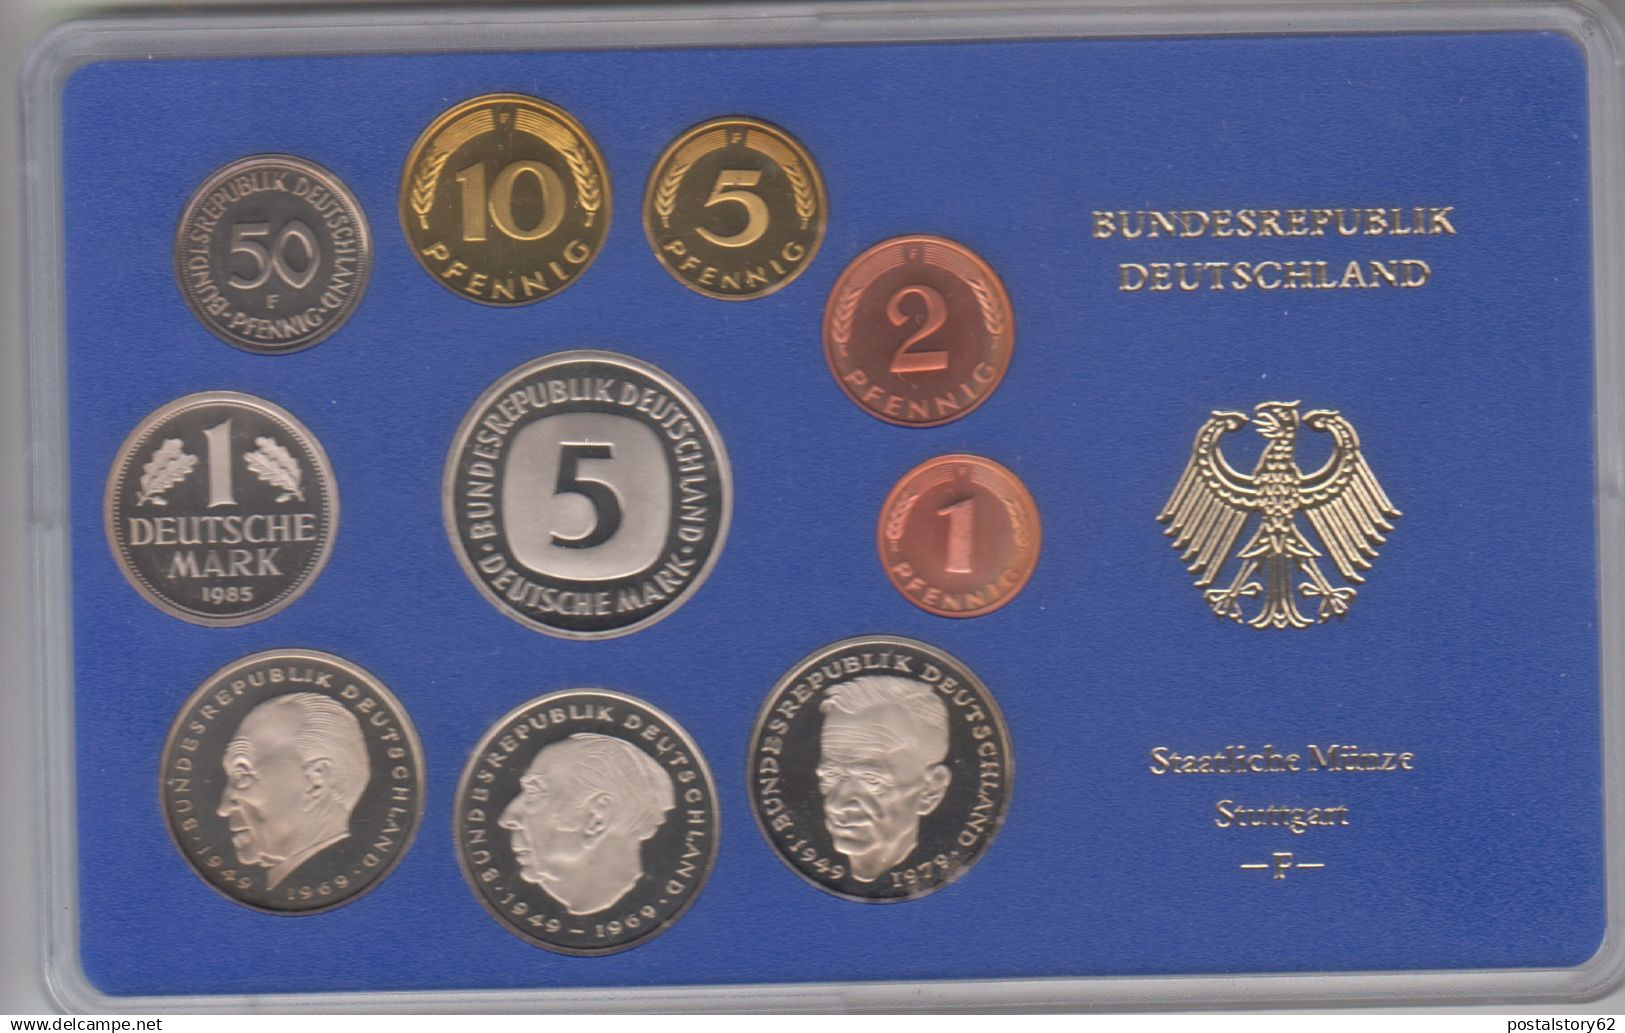 BUNDESREPUBLIK DEUTSCHLAND
50
F
PFENNIG
F
10
PFENNIG
F
5
PFENNIG
F
2
PFENNIG
BUNDESREPUBLIK
DEUTSCHLAND
1
DEUTSCHE
MARK
1985
BUNDESREPUBLIK DEUTSCHLAND
5
DEUTSCHE MARK
F
1
PFENNIG
BUNDESREPUBLIK DEUTSCHLAND
1949 1969
BUNDESREPUBLIK DEUTSCHLAND
1949 - 1969
BUNDESREPUBLIK DEUTSCHLAND
1949 1979
Staatliche Münze
Stuttgart
—F—
delcampe.net
postalstory62